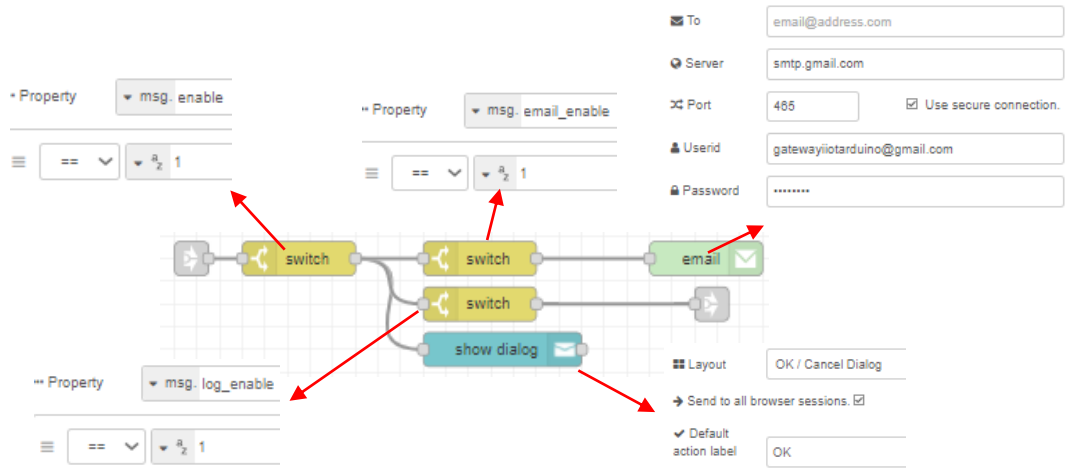 To email@address.com
Server smtp.gmail.com
Port 465 Use secure connection.
Userid gatewayiiotarduino@gmail.com
Password ········
Property msg. enable
== a z 1
Property msg. email_enable
== a z 1
switch switch email
switch
show dialog
Property msg. log_enable
== a z 1
Layout OK / Cancel Dialog
Send to all browser sessions.
Default
action label OK